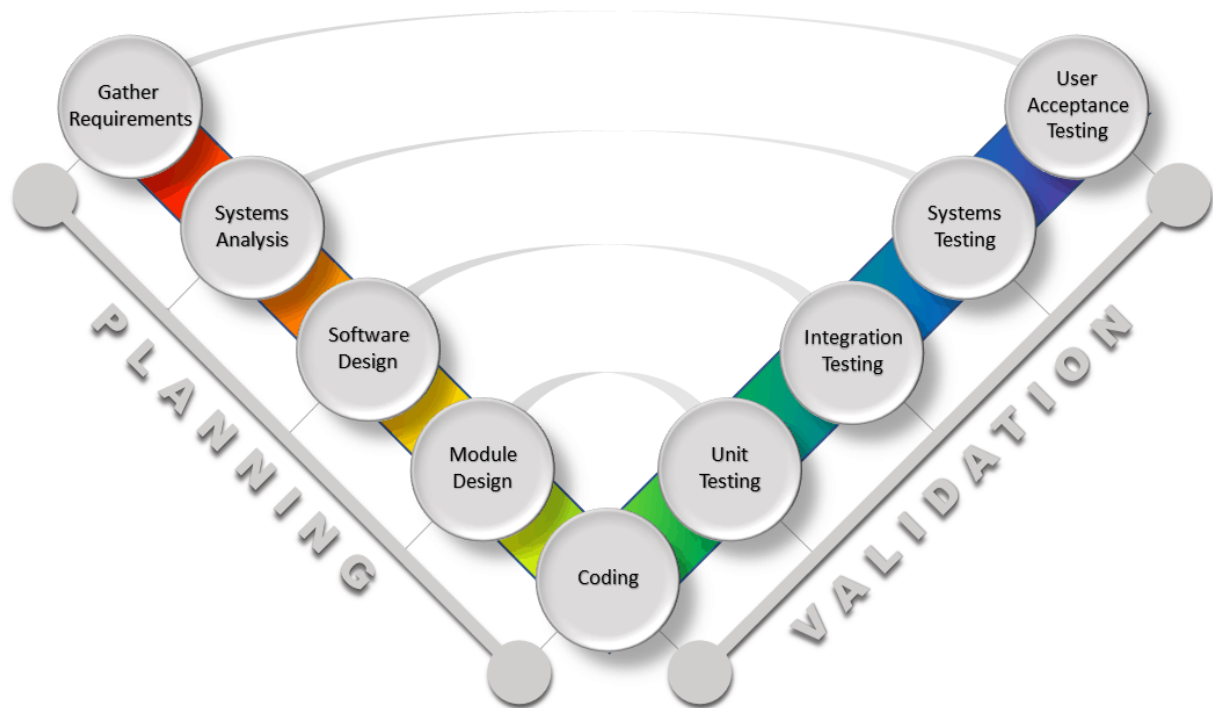 Gather
Requirements
User
Acceptance
Testing
Systems
Analysis
Systems
Testing
Software
Design
Integration
Testing
Module
Design
Unit
Testing
Coding
PLANNING
VALIDATION